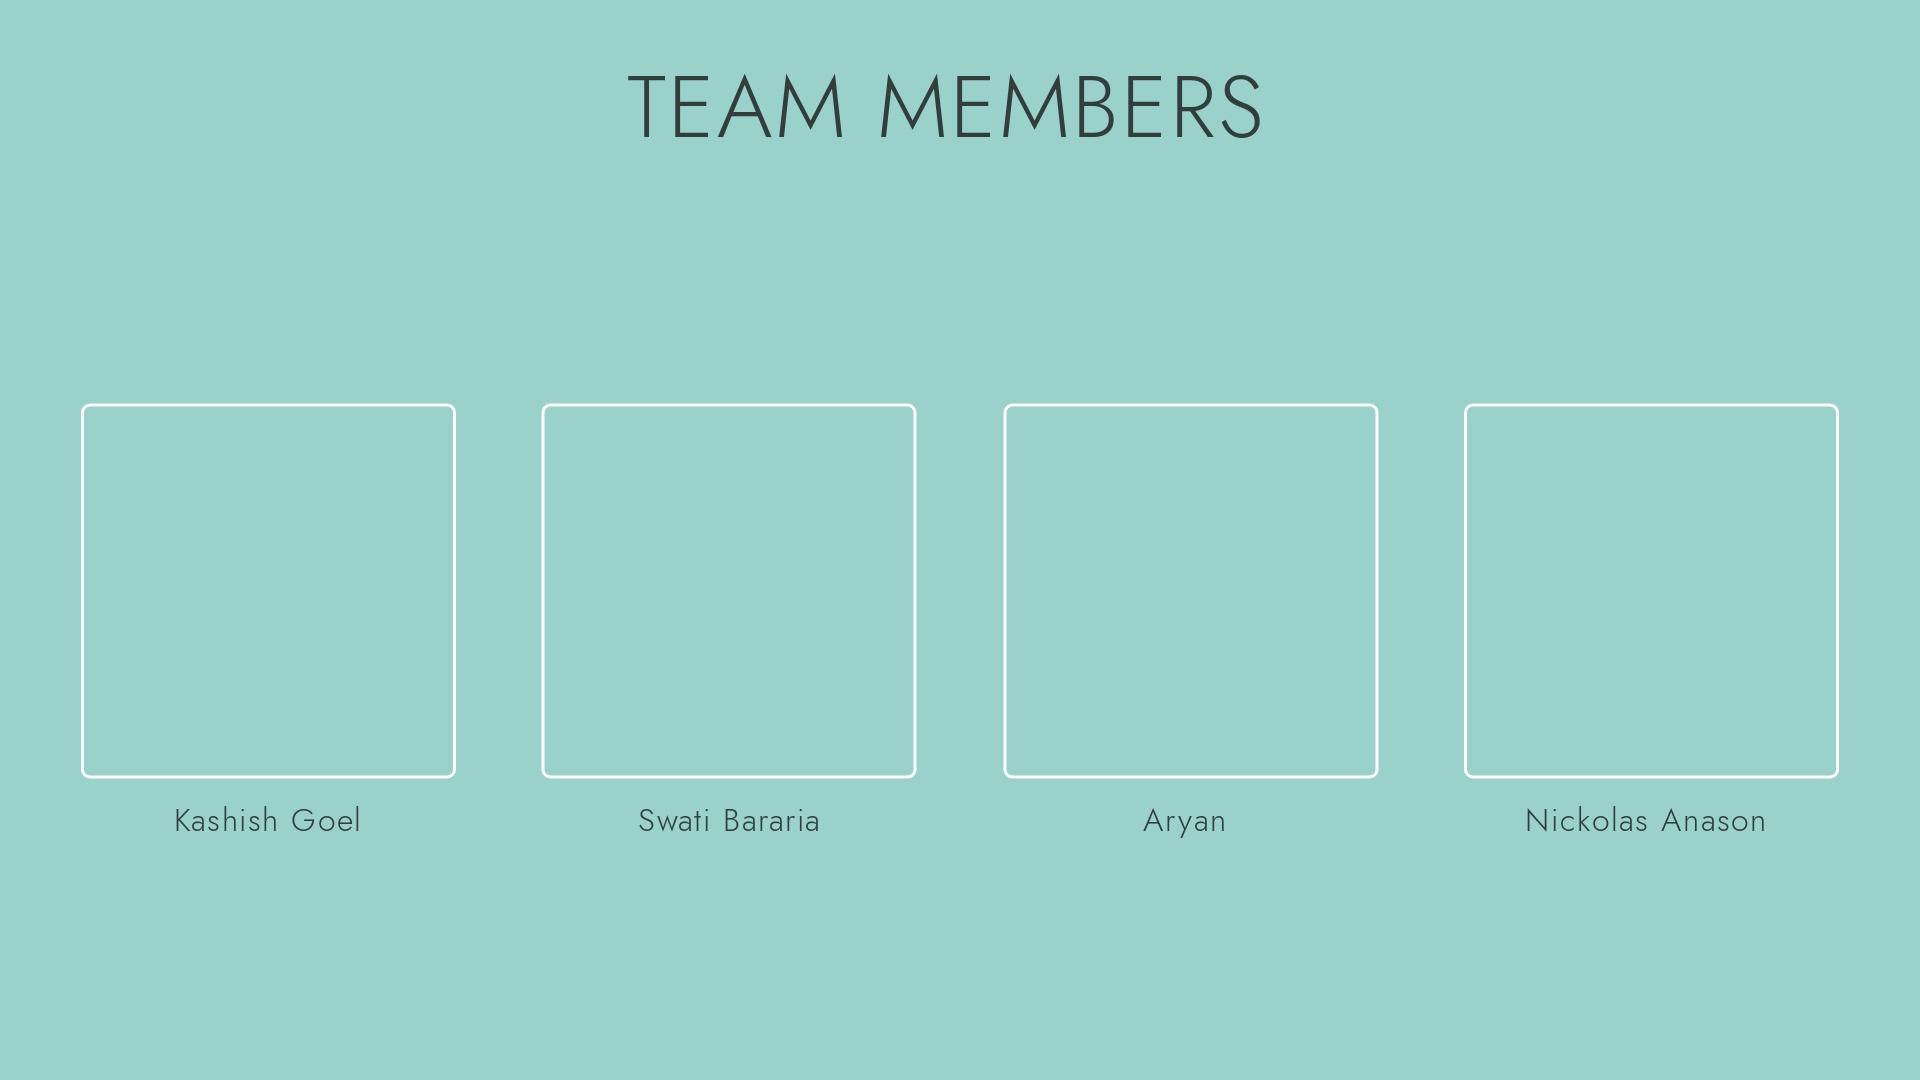 TEAM MEMBERS
Kashish Goel
Swati Bararia
Aryan
Nickolas Anason